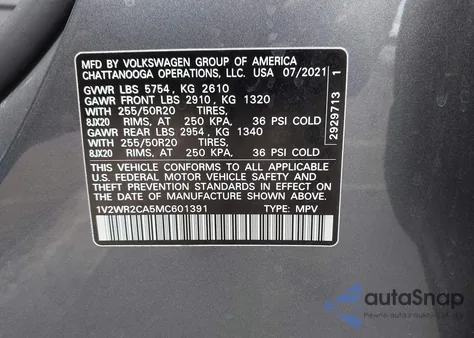 MFD BY VOLKSWAGEN GROUP OF AMERICA
CHATTANOOGA OPERATIONS, LLC. USA 07/2021
GVWR LBS 5754, KG 2610
GAWR FRONT LBS 2910, KG 1320
WITH 255/50R20 TIRES,
8JX20 RIMS, AT 250 KPA, 36 PSI COLD
GAWR REAR LBS 2954, KG 1340
WITH 255/50R20 TIRES,
8JX20 RIMS, AT 250 KPA, 36 PSI COLD
THIS VEHICLE CONFORMS TO ALL APPLICABLE
U.S. FEDERAL MOTOR VEHICLE SAFETY AND
THEFT PREVENTION STANDARDS IN EFFECT
ON THE DATE OF MANUFACTURE SHOWN ABOVE.
1V2WR2CA5MC601391 TYPE: MPV
2929713 1
autoSnap
Pewne auto